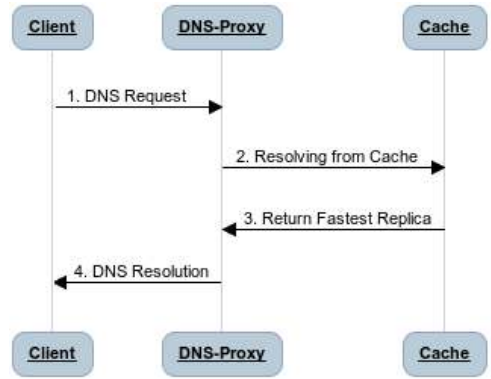 Client DNS-Proxy Cache
1. DNS Request
2. Resolving from Cache
3. Return Fastest Replica
4. DNS Resolution
Client DNS-Proxy Cache